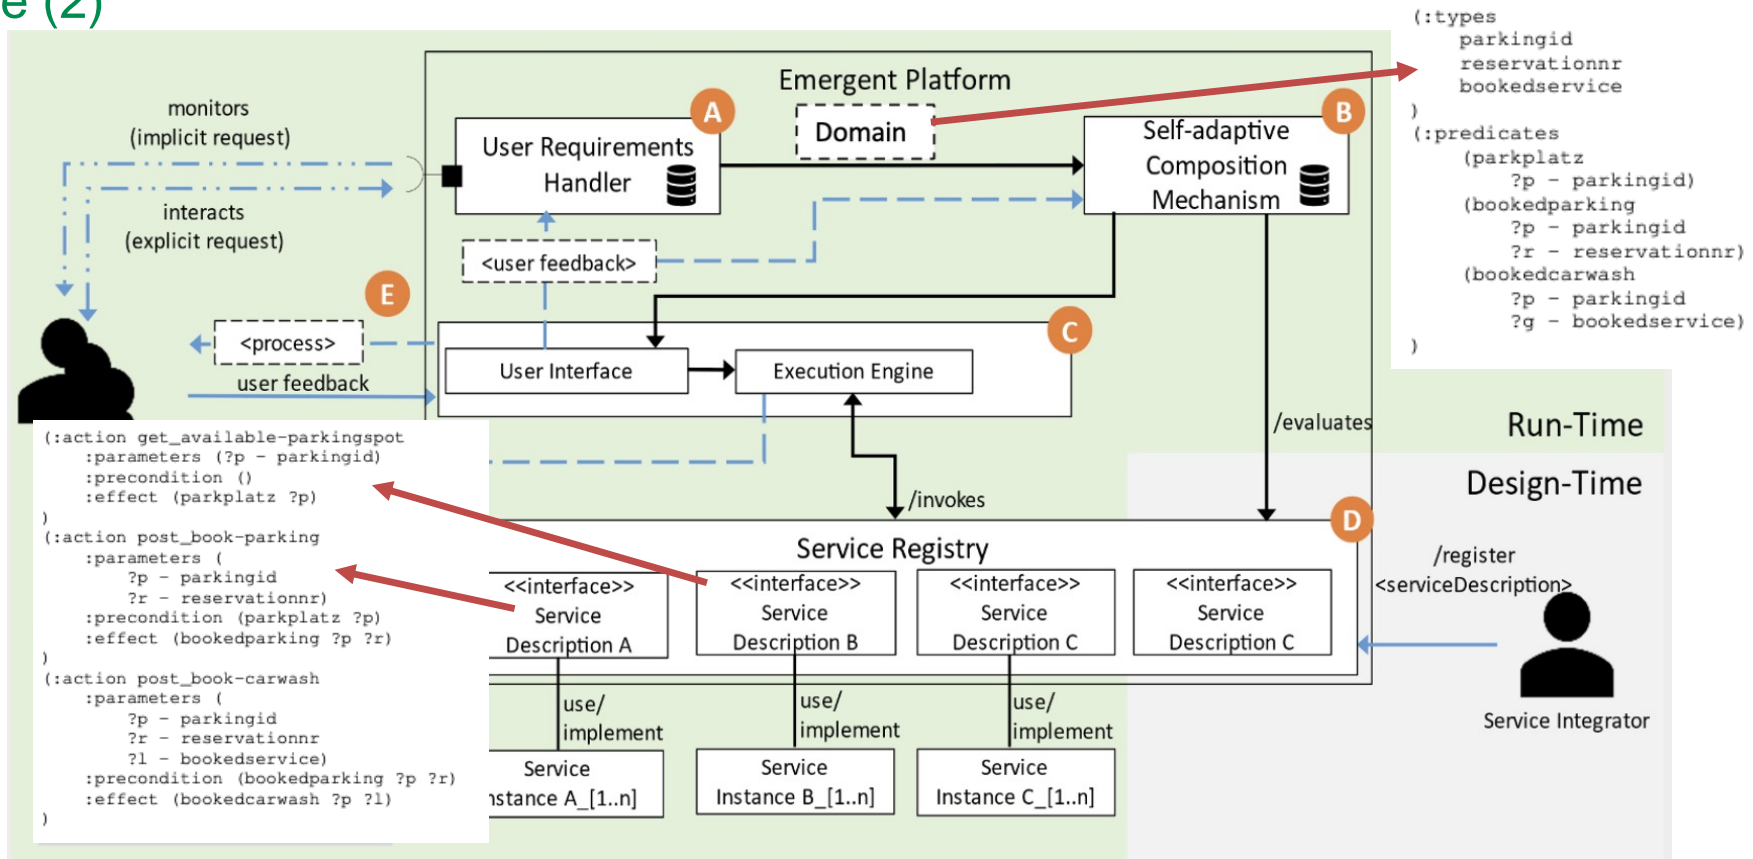 e (2)
Emergent Platform
monitors
(implicit request)
interacts
(explicit request)
A
User Requirements
Handler
Domain
B
Self-adaptive
Composition
Mechanism
<user feedback>
E
<process>
user feedback
C
User Interface
Execution Engine
/evaluates
/invokes
Run-Time
Design-Time
D
Service Registry
<<interface>>
Service
Description A
<<interface>>
Service
Description B
<<interface>>
Service
Description C
<<interface>>
Service
Description C
use/
implement
use/
implement
use/
implement
Service
nstance A_[1..n]
Service
Instance B_[1..n]
Service
Instance C_[1..n]
/register
<serviceDescription>
Service Integrator
(:types
parkingid
reservationnr
bookedservice
)
(:predicates
(parkplatz
?p - parkingid)
(bookedparking
?p - parkingid
?r - reservationnr)
(bookedcarwash
?p - parkingid
?g - bookedservice)
)
(:action get_available-parkingspot
:parameters (?p - parkingid)
:precondition ()
:effect (parkplatz ?p)
)
(:action post_book-parking
:parameters (
?p - parkingid
?r - reservationnr)
:precondition (parkplatz ?p)
:effect (bookedparking ?p ?r)
)
(:action post_book-carwash
:parameters (
?p - parkingid
?r - reservationnr
?l - bookedservice)
:precondition (bookedparking ?p ?r)
:effect (bookedcarwash ?p ?l)
)